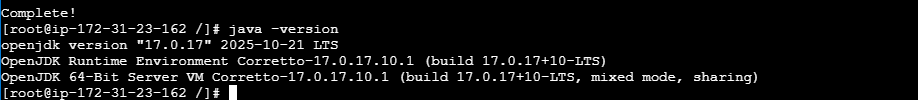 Complete!
[root@ip-172-31-23-162 /]# java -version
openjdk version "17.0.17" 2025-10-21 LTS
OpenJDK Runtime Environment Corretto-17.0.17.10.1 (build 17.0.17+10-LTS)
OpenJDK 64-Bit Server VM Corretto-17.0.17.10.1 (build 17.0.17+10-LTS, mixed mode, sharing)
[root@ip-172-31-23-162 /]#